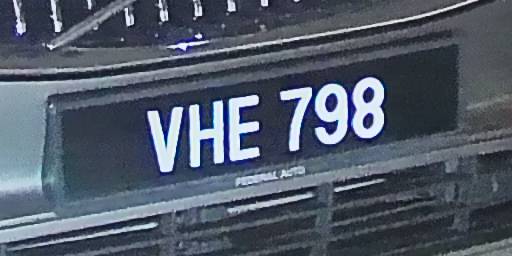 VHE 798
FEDERAL AUTO